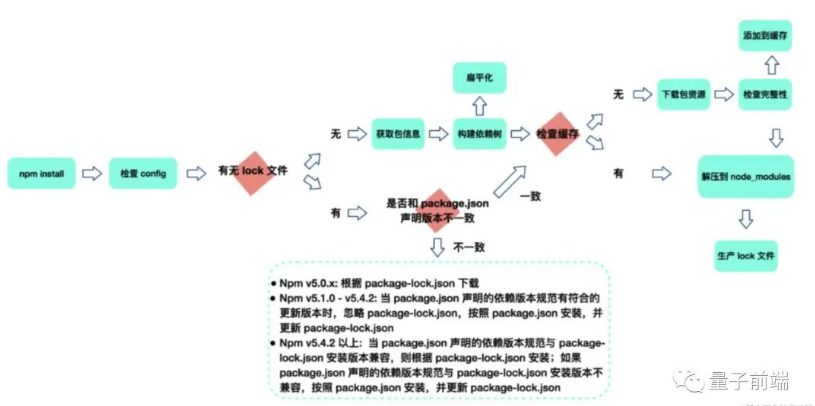 添加到缓存
扁平化
无
下载包资源
检查完整性
无
获取包信息
构建依赖树
检查缓存
npm install
检查 config
有无 lock 文件
有
解压到 node_modules
有
是否和 package.json
声明版本不一致
一致
不一致
生产 lock 文件
● Npm v5.0.x: 根据 package-lock.json 下载
● Npm v5.1.0 - v5.4.2: 当 package.json 声明的依赖版本规范有符合的
更新版本时，忽略 package-lock.json，按照 package.json 安装，并
更新 package-lock.json
● Npm v5.4.2 以上：当 package.json 声明的依赖版本规范与 package-
lock.json 安装版本兼容，则根据 package-lock.json 安装；如果
package.json 声明的依赖版本规范与 package-lock.json 安装版本不
兼容，按照 package.json 安装，并更新 package-lock.json
量子前端